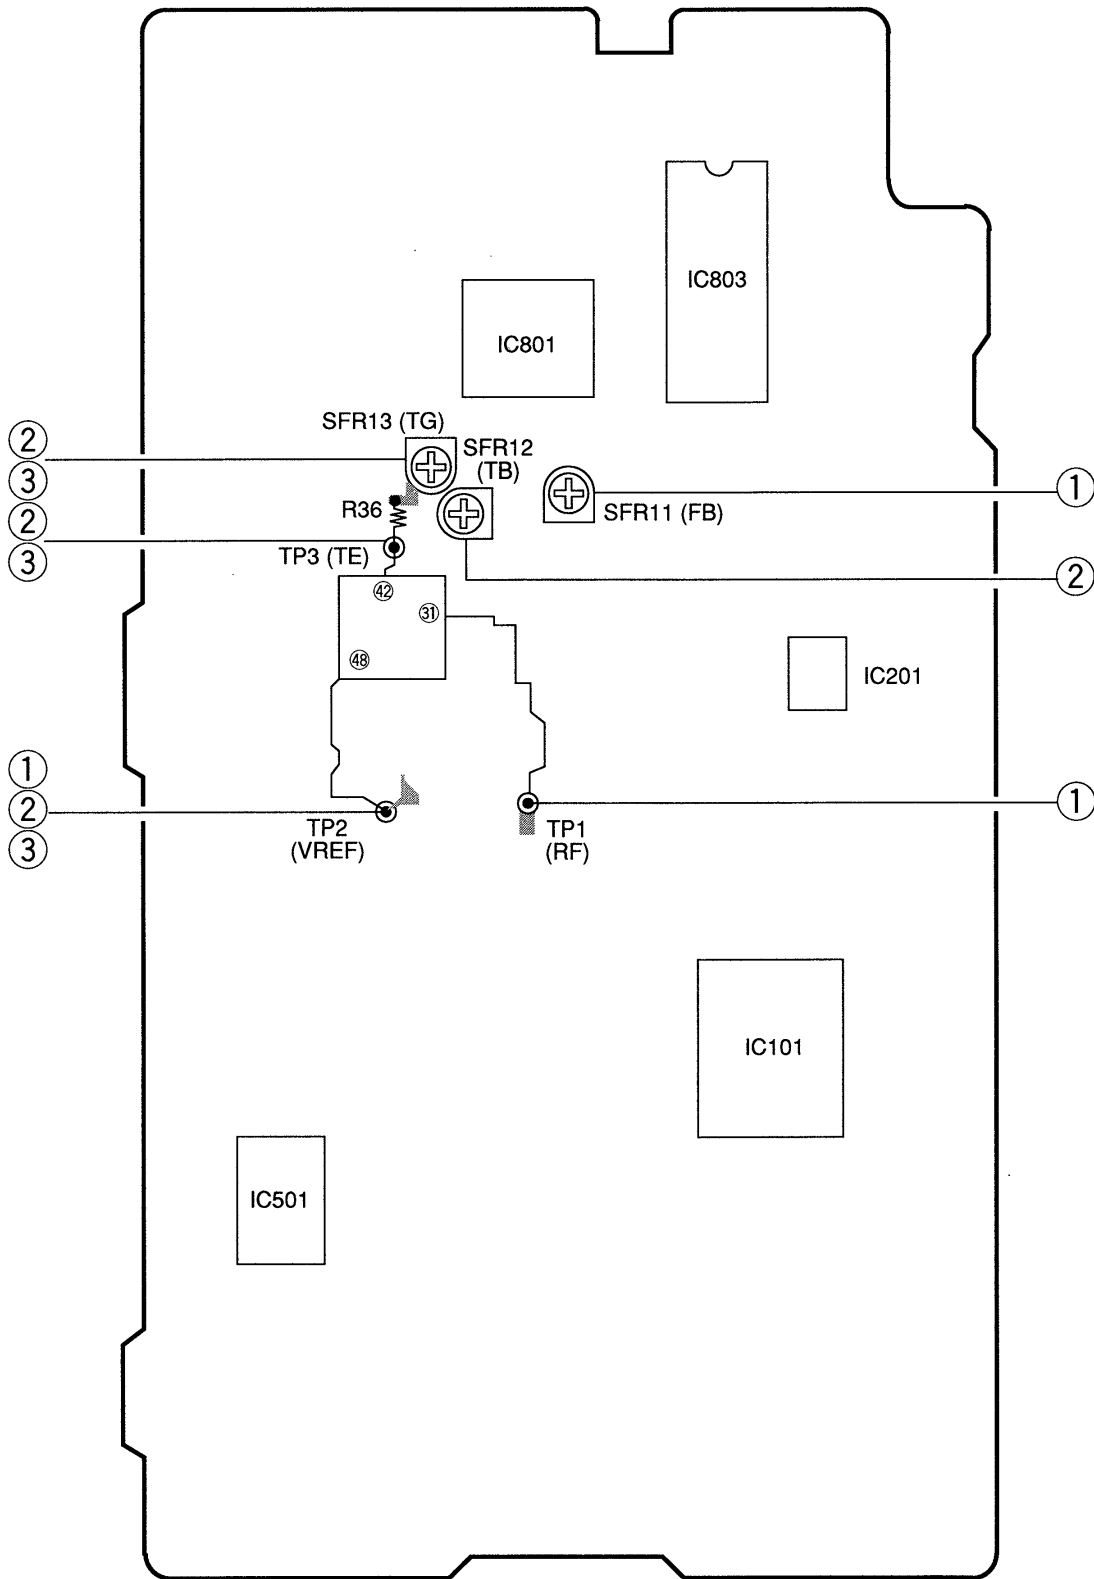 IC803
IC801
SFR13 (TG)
SFR12
(TB)
②
③
①
R36
SFR11 (FB)
②
③
TP3 (TE)
②
㊷
㉛
㊽
IC201
①
②
③
TP2
(VREF)
TP1
(RF)
①
IC101
IC501